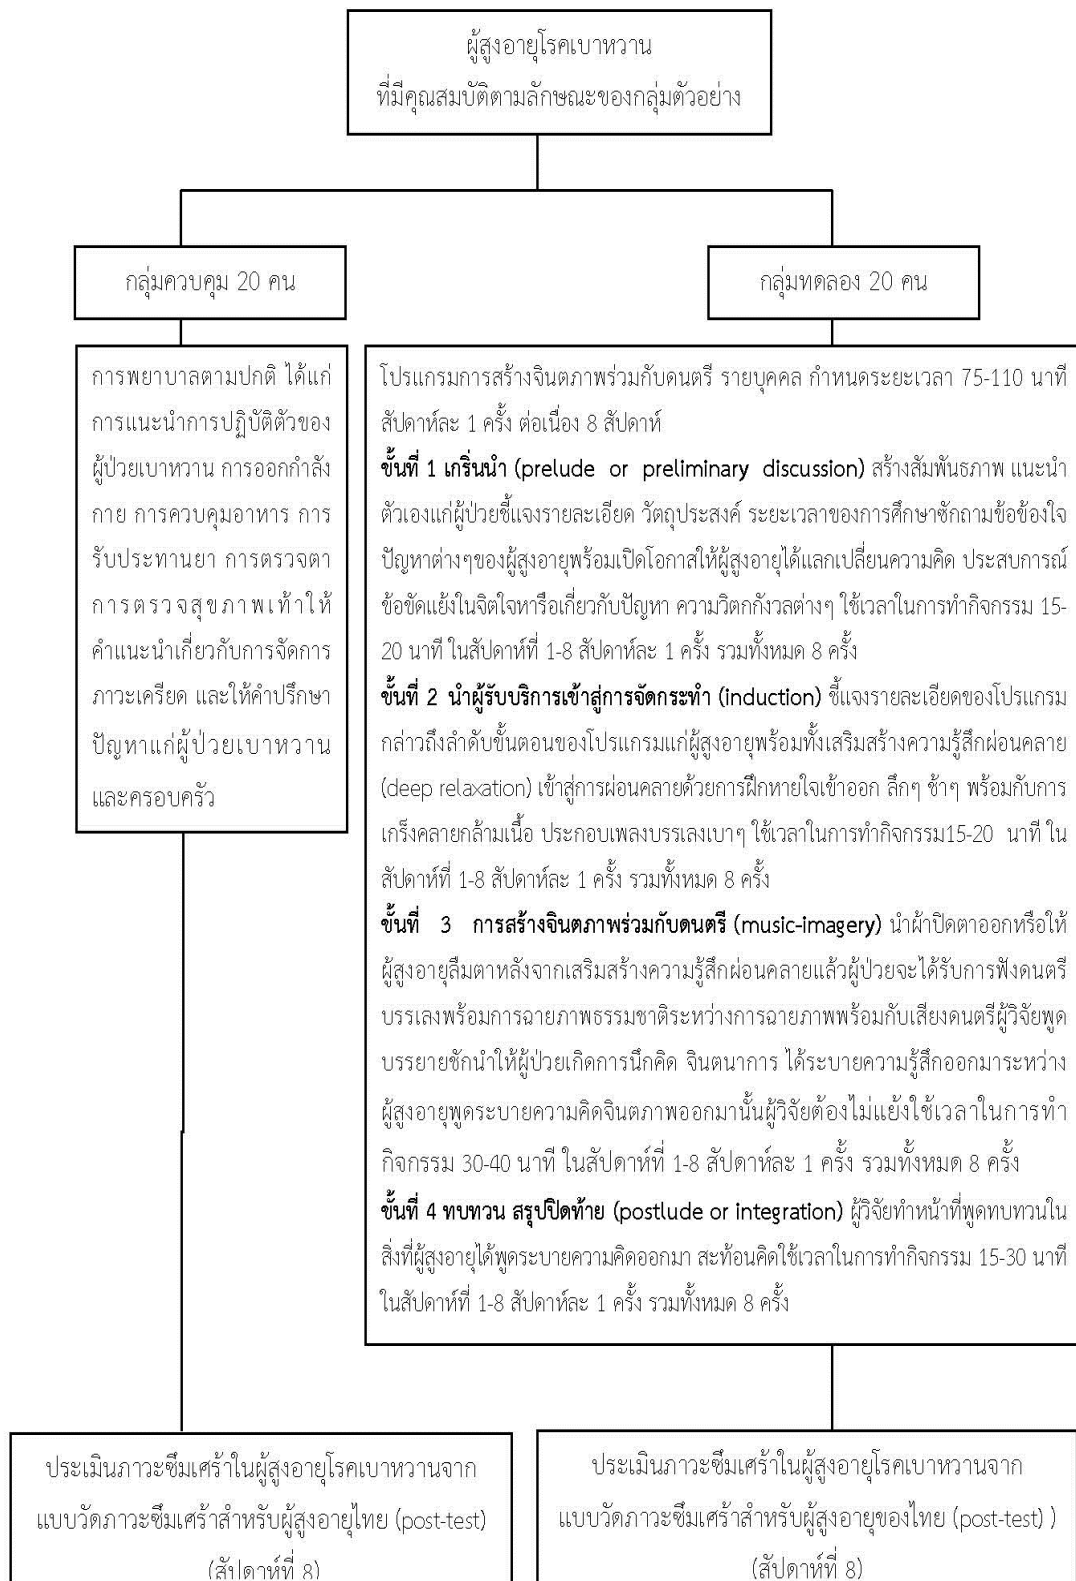 ผู้สูงอายุโรคเบาหวาน
ที่มีคุณสมบัติตามลักษณะของกลุ่มตัวอย่าง
กลุ่มควบคุม 20 คน
กลุ่มทดลอง 20 คน
การพยาบาลตามปกติ ได้แก่
การแนะนำการปฏิบัติตัวของ
ผู้ป่วยเบาหวาน การออกกำลัง
กาย การควบคุมอาหาร การ
รับประทานยา การตรวจตา
การตรวจสุขภาพเท้าให้
คำแนะนำเกี่ยวกับการจัดการ
ภาวะเครียด และให้คำปรึกษา
ปัญหาแก่ผู้ป่วยเบาหวาน
และครอบครัว
โปรแกรมการสร้างจินตภาพร่วมกับดนตรี รายบุคคล กำหนดระยะเวลา 75-110 นาที
สัปดาห์ละ 1 ครั้ง ต่อเนื่อง 8 สัปดาห์
ขั้นที่ 1 เกริ่นนำ (prelude or preliminary discussion) สร้างสัมพันธภาพ แนะนำ
ตัวเองแก่ผู้ป่วยชี้แจงรายละเอียด วัตถุประสงค์ ระยะเวลาของการศึกษาซักถามข้อข้องใจ
ปัญหาต่างๆของผู้สูงอายุพร้อมเปิดโอกาสให้ผู้สูงอายุได้แลกเปลี่ยนความคิด ประสบการณ์
ข้อขัดแย้งในจิตใจหารือเกี่ยวกับปัญหา ความวิตกกังวลต่างๆ ใช้เวลาในการทำกิจกรรม 15-
20 นาที ในสัปดาห์ที่ 1-8 สัปดาห์ละ 1 ครั้ง รวมทั้งหมด 8 ครั้ง
ขั้นที่ 2 นำผู้รับบริการเข้าสู่การจัดกระทำ (induction) ชี้แจงรายละเอียดของโปรแกรม
กล่าวถึงลำดับขั้นตอนของโปรแกรมแก่ผู้สูงอายุพร้อมทั้งเสริมสร้างความรู้สึกผ่อนคลาย
(deep relaxation) เข้าสู่การผ่อนคลายด้วยการฝึกหายใจเข้าออก ลึกๆ ช้าๆ พร้อมกับการ
เกร็งคลายกล้ามเนื้อ ประกอบเพลงบรรเลงเบาๆ ใช้เวลาในการทำกิจกรรม15-20 นาที ใน
สัปดาห์ที่ 1-8 สัปดาห์ละ 1 ครั้ง รวมทั้งหมด 8 ครั้ง
ขั้นที่ 3 การสร้างจินตภาพร่วมกับดนตรี (music-imagery) นำผ้าปิดตาออกหรือให้
ผู้สูงอายุลืมตาหลังจากเสริมสร้างความรู้สึกผ่อนคลายแล้วผู้ป่วยจะได้รับการฟังดนตรี
บรรเลงพร้อมการฉายภาพธรรมชาติระหว่างการฉายภาพพร้อมกับเสียงดนตรีผู้วิจัยพูด
บรรยายชักนำให้ผู้ป่วยเกิดการนึกคิด จินตนาการ ได้ระบายความรู้สึกออกมาระหว่าง
ผู้สูงอายุพูดระบายความคิดจินตภาพออกมานั้นผู้วิจัยต้องไม่แย้งใช้เวลาในการทำ
กิจกรรม 30-40 นาที ในสัปดาห์ที่ 1-8 สัปดาห์ละ 1 ครั้ง รวมทั้งหมด 8 ครั้ง
ขั้นที่ 4 ทบทวน สรุปปิดท้าย (postlude or integration) ผู้วิจัยทำหน้าที่พูดทบทวนใน
สิ่งที่ผู้สูงอายุได้พูดระบายความคิดออกมา สะท้อนคิดใช้เวลาในการทำกิจกรรม 15-30 นาที
ในสัปดาห์ที่ 1-8 สัปดาห์ละ 1 ครั้ง รวมทั้งหมด 8 ครั้ง
ประเมินภาวะซึมเศร้าในผู้สูงอายุโรคเบาหวานจาก
แบบวัดภาวะซึมเศร้าสำหรับผู้สูงอายุไทย (post-test)
(สัปดาห์ที่ 8)
ประเมินภาวะซึมเศร้าในผู้สูงอายุโรคเบาหวานจาก
แบบวัดภาวะซึมเศร้าสำหรับผู้สูงอายุของไทย (post-test) )
(สัปดาห์ที่ 8)